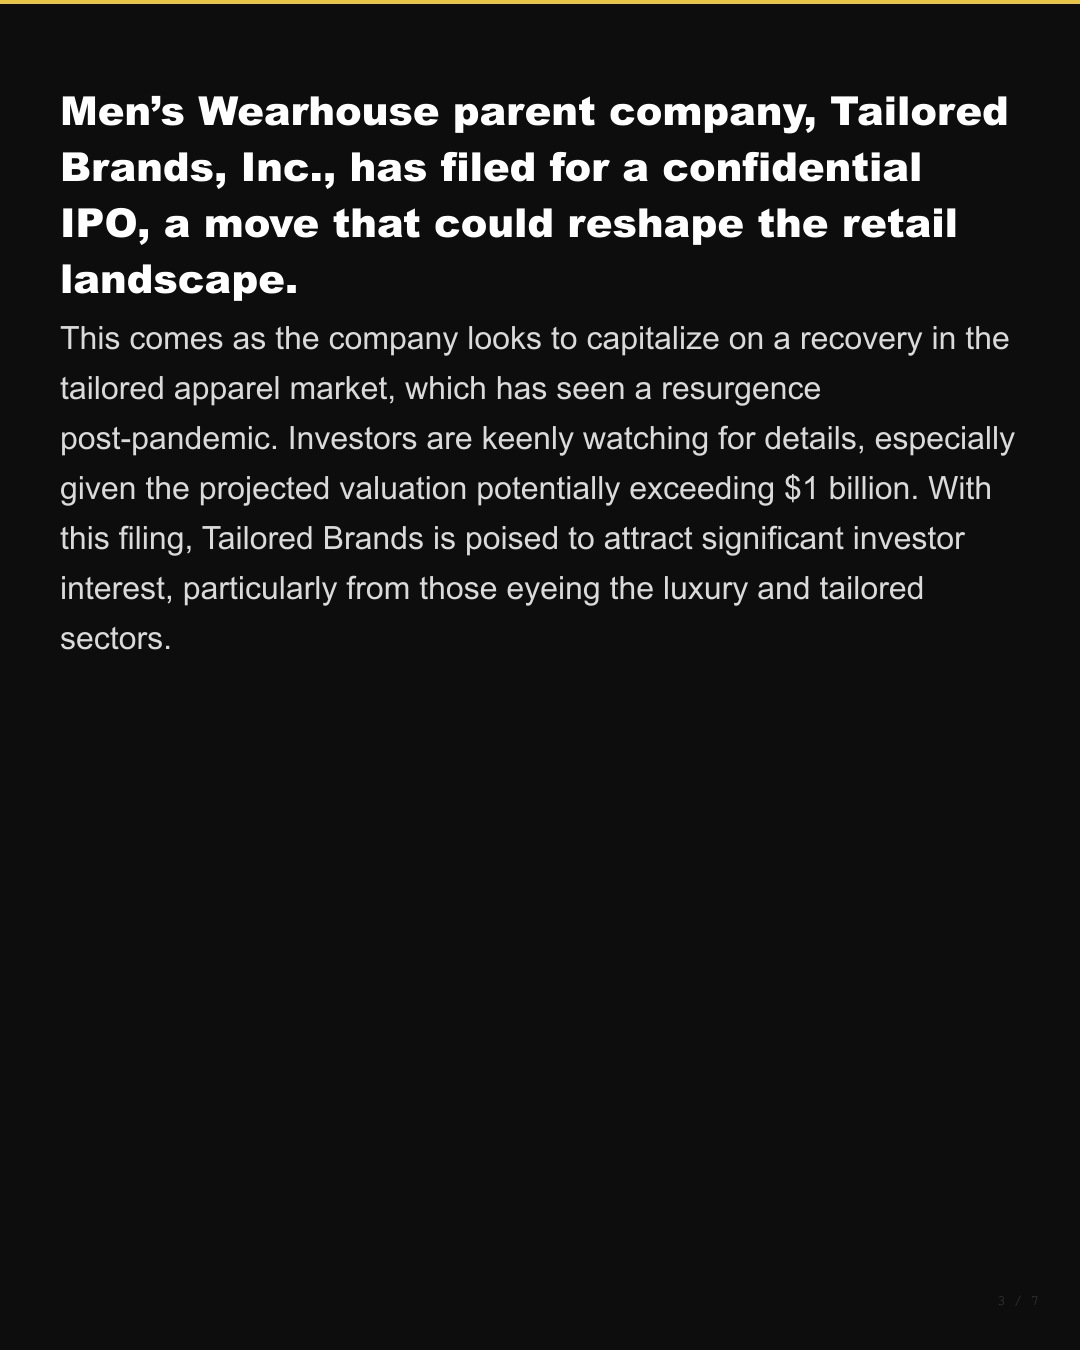 Men’s Wearhouse parent company, Tailored
Brands, Inc., has filed for a confidential
IPO, a move that could reshape the retail
landscape.
This comes as the company looks to capitalize on a recovery in the
tailored apparel market, which has seen a resurgence
post-pandemic. Investors are keenly watching for details, especially
given the projected valuation potentially exceeding $1 billion. With
this filing, Tailored Brands is poised to attract significant investor
interest, particularly from those eyeing the luxury and tailored
sectors.
3 / 7